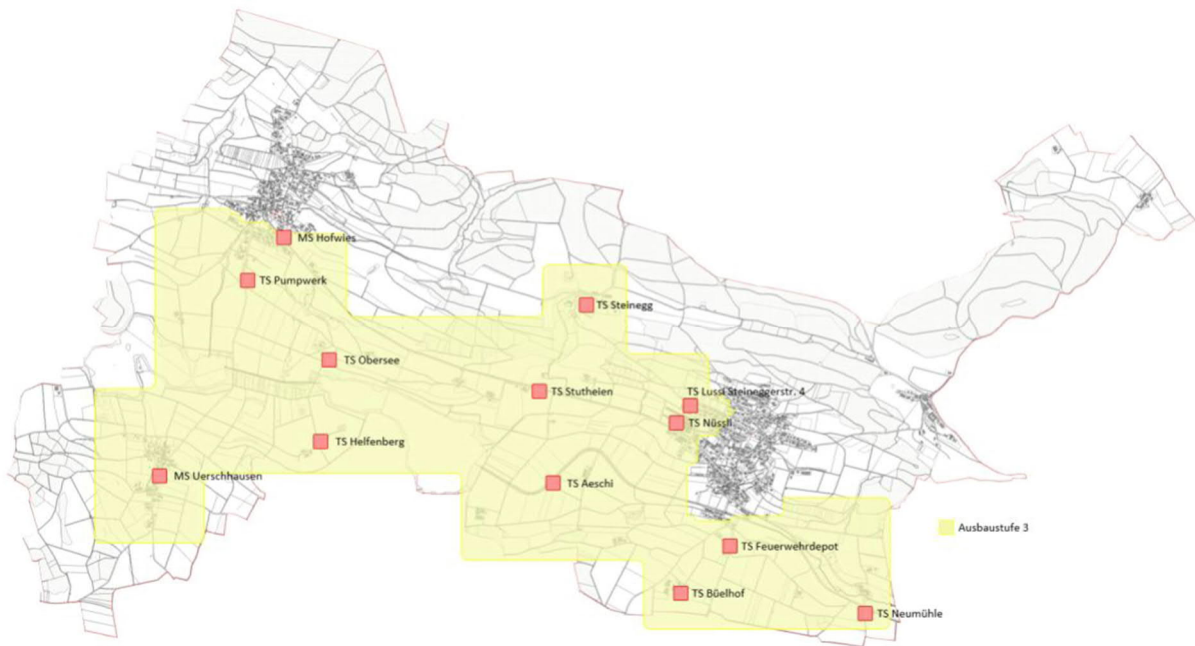 MS Hofwies
TS Pumpwerk
TS Steinegg
TS Obersee
TS Stutheien
TS Lussi Steineggerstr. 4
TS Nüssli
TS Helfenberg
MS Uerschhausen
TS Aeschi
Ausbaustufe 3
TS Feuerwehrdepot
TS Büelhof
TS Neumühle